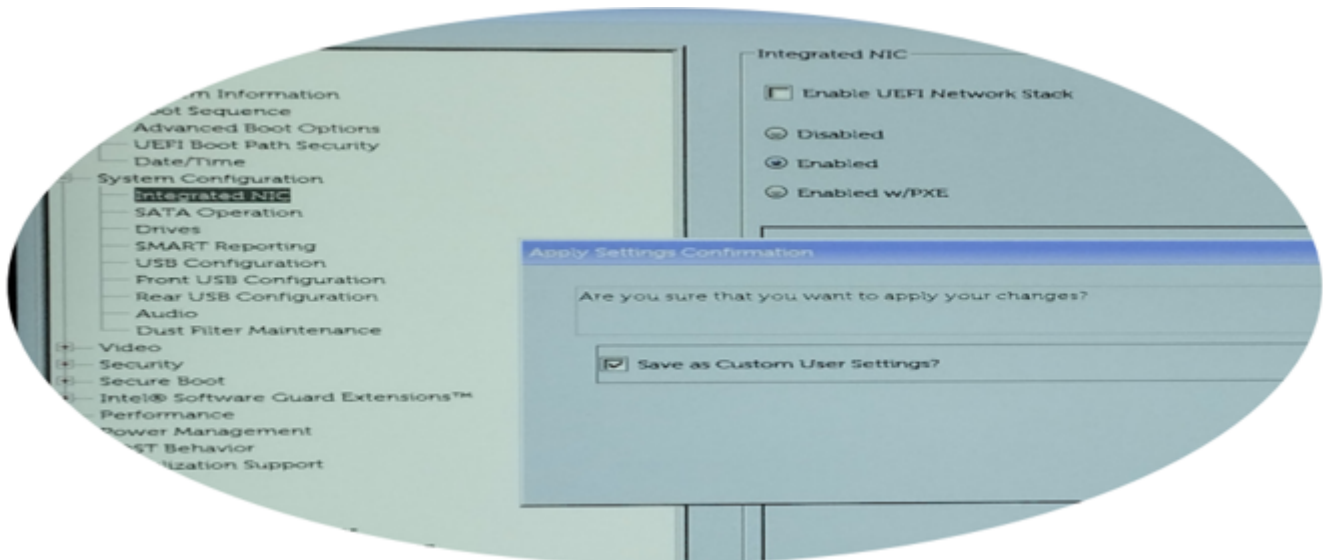 Information
Sequence
Advanced Boot Options
UEFI Boot Path Security
Date/Time
System Configuration
Integrated NIC
SATA Operation
Drives
SMART Reporting
USB Configuration
Front USB Configuration
Rear USB Configuration
Audio
Dust Filter Maintenance
Video
Security
Secure Boot
Intel® Software Guard Extensions™
Performance
Power Management
Behavior
Support
Integrated NIC
Enable UEFI Network Stack
Disabled
Enabled
Enabled w/PXE
Apply Settings Confirmation
Are you sure that you want to apply your changes?
Save as Custom User Settings?